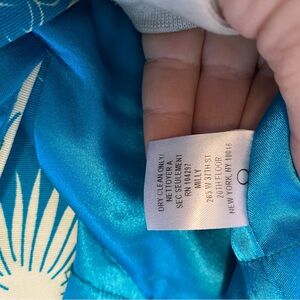 DRY CLEAN ONLY!
NETTOYER A
SEC SEULEMENT
RN 104297
MILLY
265 W 37TH ST
20TH FLOOR
NEW YORK, NY 10018